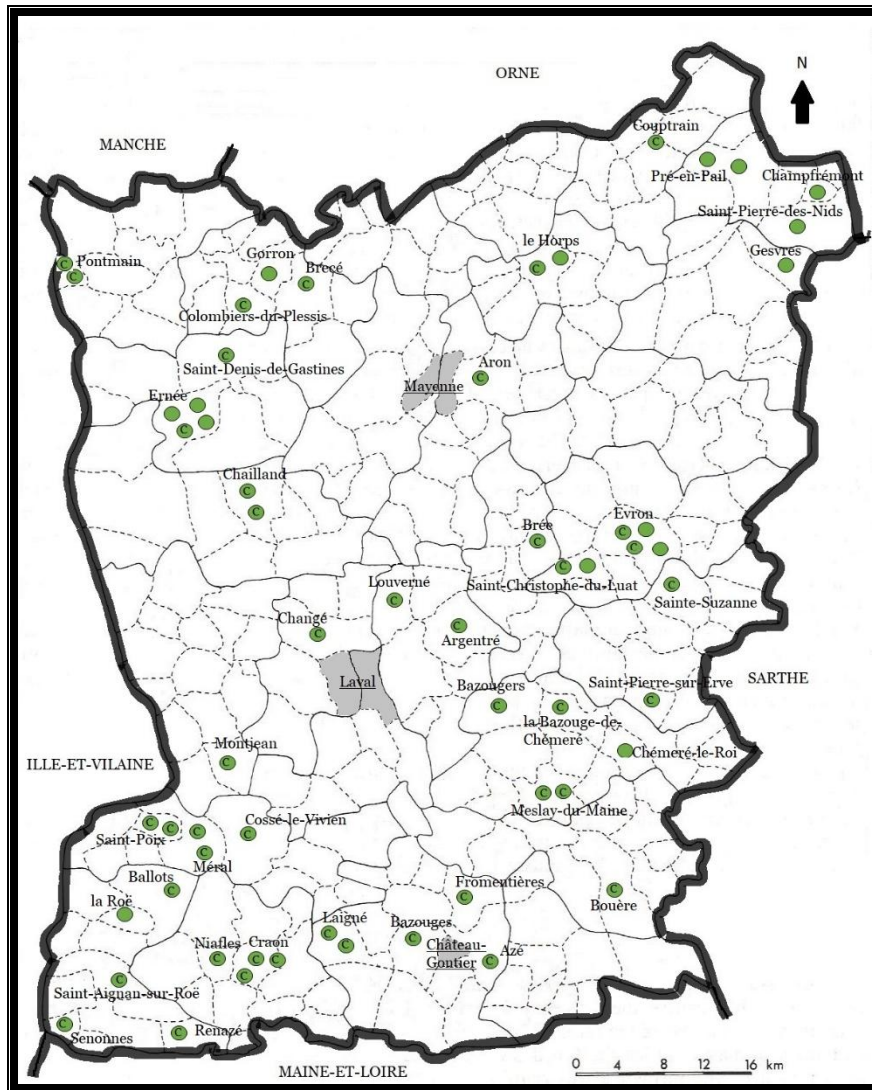 ORNE
N
MANCHE
Couptrain
C
Pré-en-Pail
Champfrémont
Saint-Pierre-des-Nids
le Horps
C
Gesvres
C
C
Pontmain
Gorron
Brecé
C
C
Colombiers-du-Plessis
C
Saint-Denis-de-Gastines
Aron
C
Mayenne
Ernée
C
Chailland
C
C
Evron
C
C
Brée
C
C
Saint-Christophe-du-Luat
C
Sainte-Suzanne
Louverné
C
Changé
C
C
Argentré
Laval
Bazougers
C
Saint-Pierre-sur-Erve
C
SARTHE
C
la Bazouge-de-
Chémeré
Chémeré-le-Roi
ILLE-ET-VILAINE
Montjean
C
C C
Meslay-du-Maine
Cossé-le-Vivien
C
C C C
Saint-Poix
C
Méral
Ballots
C
la Roë
Fromentières
C
C
Bouère
Laigné
C
C
Bazouges
C
Château-
Gontier
Azé
C
Niafles
Craon
C
C C
C
Saint-Aignan-sur-Roë
C
C
Senonnes
C
Renazé
MAINE-ET-LOIRE
0 4 8 12 16 km